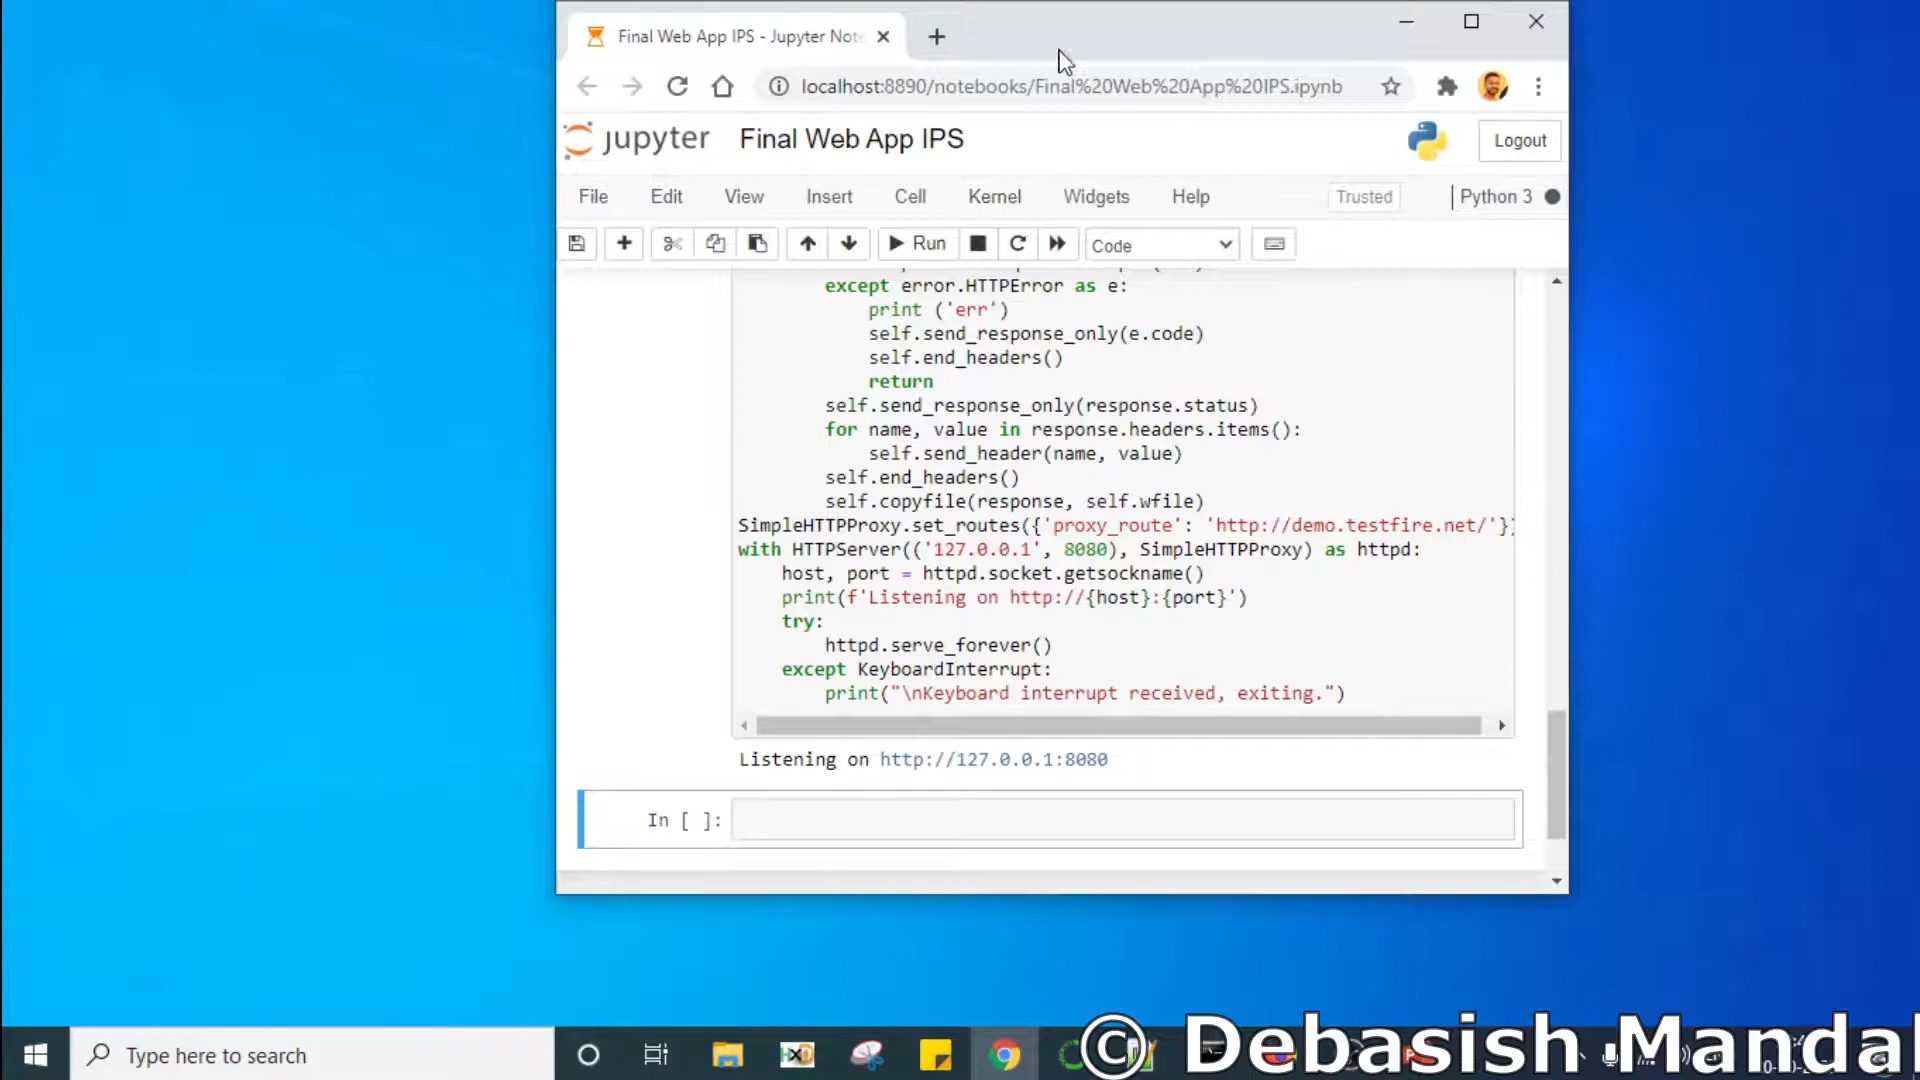 Final Web App IPS - Jupyter Not
localhost:8890/notebooks/Final%20Web%20App%20IPS.ipynb
jupyter Final Web App IPS Logout
File Edit View Insert Cell Kernel Widgets Help Trusted Python 3
Run Code
except error.HTTPError as e:
print ('err')
self.send_response_only(e.code)
self.end_headers()
return
self.send_response_only(response.status)
for name, value in response.headers.items():
self.send_header(name, value)
self.end_headers()
self.copyfile(response, self.wfile)
SimpleHTTPProxy.set_routes({'proxy_route': 'http://demo.testfire.net/'})
with HTTPServer(('127.0.0.1', 8080), SimpleHTTPProxy) as httpd:
host, port = httpd.socket.getsockname()
print(f'Listening on http://{host}:{port}')
try:
httpd.serve_forever()
except KeyboardInterrupt:
print("\nKeyboard interrupt received, exiting.")
Listening on http://127.0.0.1:8080
In [ ]:
Type here to search
© Debasish Mandal